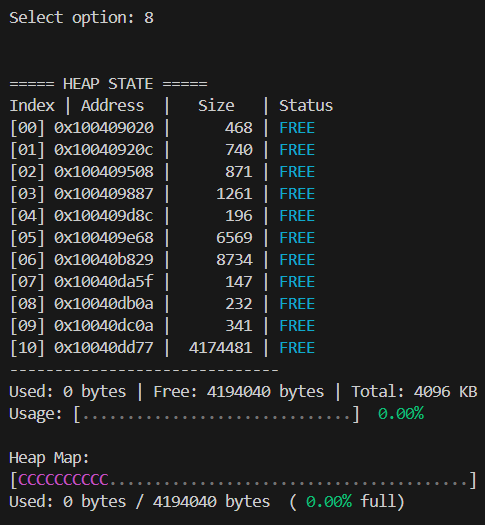 Select option: 8
===== HEAP STATE =====
Index | Address  |   Size   | Status
[00] 0x100409020 |      468 | FREE
[01] 0x10040920c |      740 | FREE
[02] 0x100409508 |      871 | FREE
[03] 0x100409887 |     1261 | FREE
[04] 0x100409d8c |      196 | FREE
[05] 0x100409e68 |     6569 | FREE
[06] 0x10040b829 |     8734 | FREE
[07] 0x10040da5f |      147 | FREE
[08] 0x10040db0a |      232 | FREE
[09] 0x10040dc0a |      341 | FREE
[10] 0x10040dd77 |  4174481 | FREE
------------------------------
Used: 0 bytes | Free: 4194040 bytes | Total: 4096 KB
Usage: [..............................]  0.00%
Heap Map:
[CCCCCCCCCC........................................]
Used: 0 bytes / 4194040 bytes  ( 0.00% full)